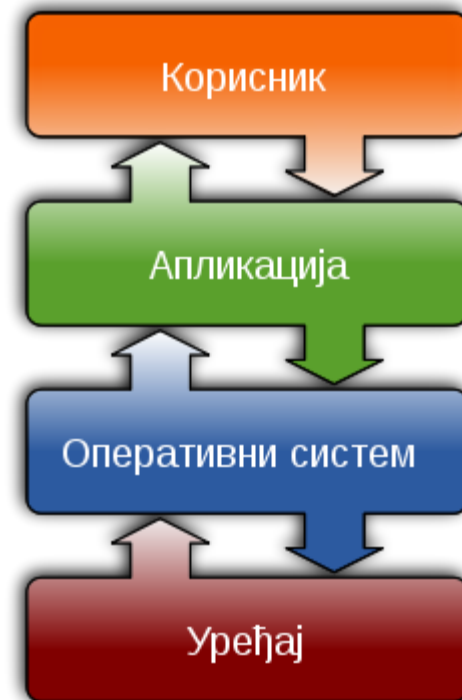 Корисник
Апликација
Оперативни систем
Уређај